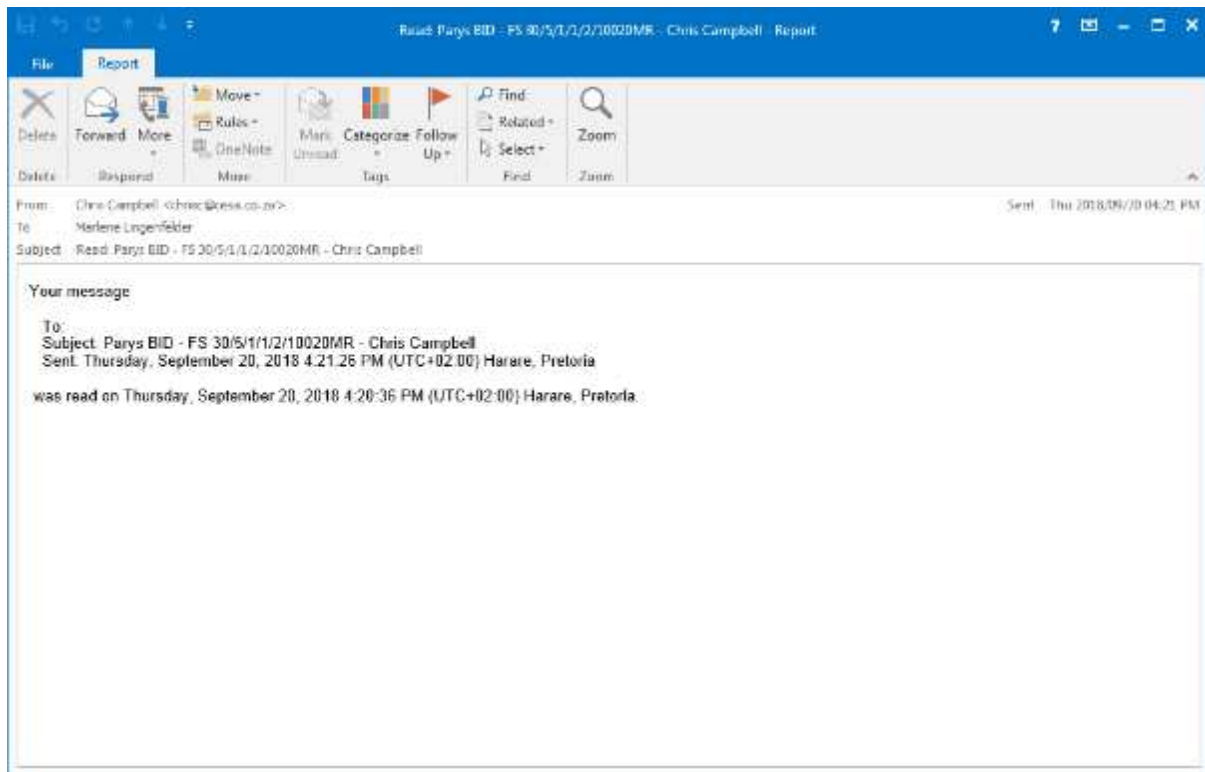 Read: Parys BID - FS 30/5/1/1/2/10020MR - Chris Campbell - Report
File Report
Delete Forward More Move Rules OneNote Mark Unread Categorize Follow Up Find Related Select Zoom
Delete Respond Move Tags Find Zoom
From Chris Campbell <chrisc@cesa.co.za>
Sent Thu 2018/09/20 04:21 PM
To Marlene Lingenfelder
Subject Read: Parys BID - FS 30/5/1/1/2/10020MR - Chris Campbell
Your message
To:
Subject: Parys BID - FS 30/5/1/1/2/10020MR - Chris Campbell
Sent: Thursday, September 20, 2018 4:21:26 PM (UTC+02:00) Harare, Pretoria
was read on Thursday, September 20, 2018 4:20:36 PM (UTC+02:00) Harare, Pretoria.